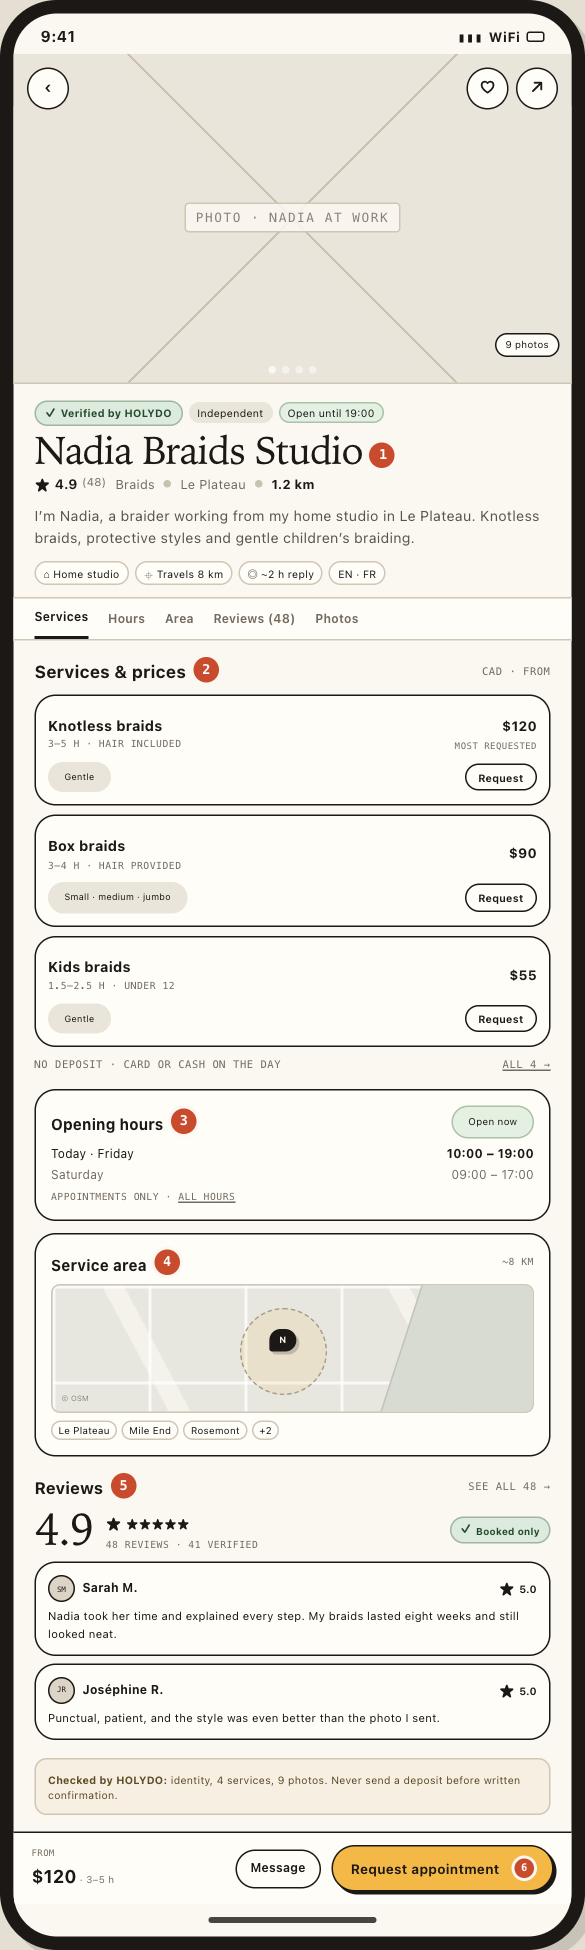 9:41
WiFi
PHOTO · NADIA AT WORK
9 photos
Verified by HOLYDO
Independent
Open until 19:00
Nadia Braids Studio 1
4.9 (48) Braids Le Plateau 1.2 km
I'm Nadia, a braider working from my home studio in Le Plateau. Knotless
braids, protective styles and gentle children's braiding.
Home studio
Travels 8 km
~2 h reply
EN · FR
Services Hours Area Reviews (48) Photos
Services & prices 2
CAD · FROM
Knotless braids
$120
3–5 H · HAIR INCLUDED
MOST REQUESTED
Gentle
Request
Box braids
$90
3–4 H · HAIR PROVIDED
Small · medium · jumbo
Request
Kids braids
$55
1.5–2.5 H · UNDER 12
Gentle
Request
NO DEPOSIT · CARD OR CASH ON THE DAY
ALL 4 →
Opening hours 3
Open now
Today · Friday
10:00 – 19:00
Saturday
09:00 – 17:00
APPOINTMENTS ONLY · ALL HOURS
Service area 4
~8 KM
N
© OSM
Le Plateau
Mile End
Rosemont
+2
Reviews 5
SEE ALL 48 →
4.9
48 REVIEWS · 41 VERIFIED
Booked only
SM
Sarah M.
5.0
Nadia took her time and explained every step. My braids lasted eight weeks and still
looked neat.
JR
Joséphine R.
5.0
Punctual, patient, and the style was even better than the photo I sent.
Checked by HOLYDO: identity, 4 services, 9 photos. Never send a deposit before written
confirmation.
FROM
$120 · 3–5 h
Message
Request appointment 6